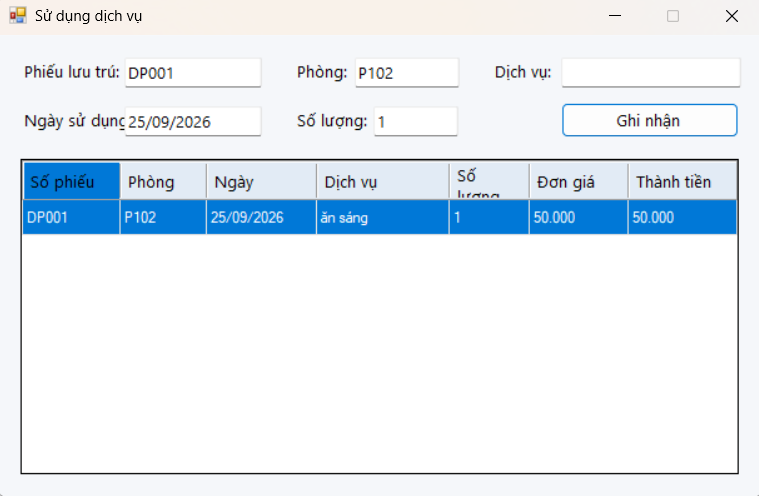 Sử dụng dịch vụ
Phiếu lưu trú: DP001 Phòng: P102 Dịch vụ:
Ngày sử dụng 25/09/2026 Số lượng: 1 Ghi nhận
Số phiếu Phòng Ngày Dịch vụ Số lượng Đơn giá Thành tiền
DP001 P102 25/09/2026 ăn sáng 1 50.000 50.000